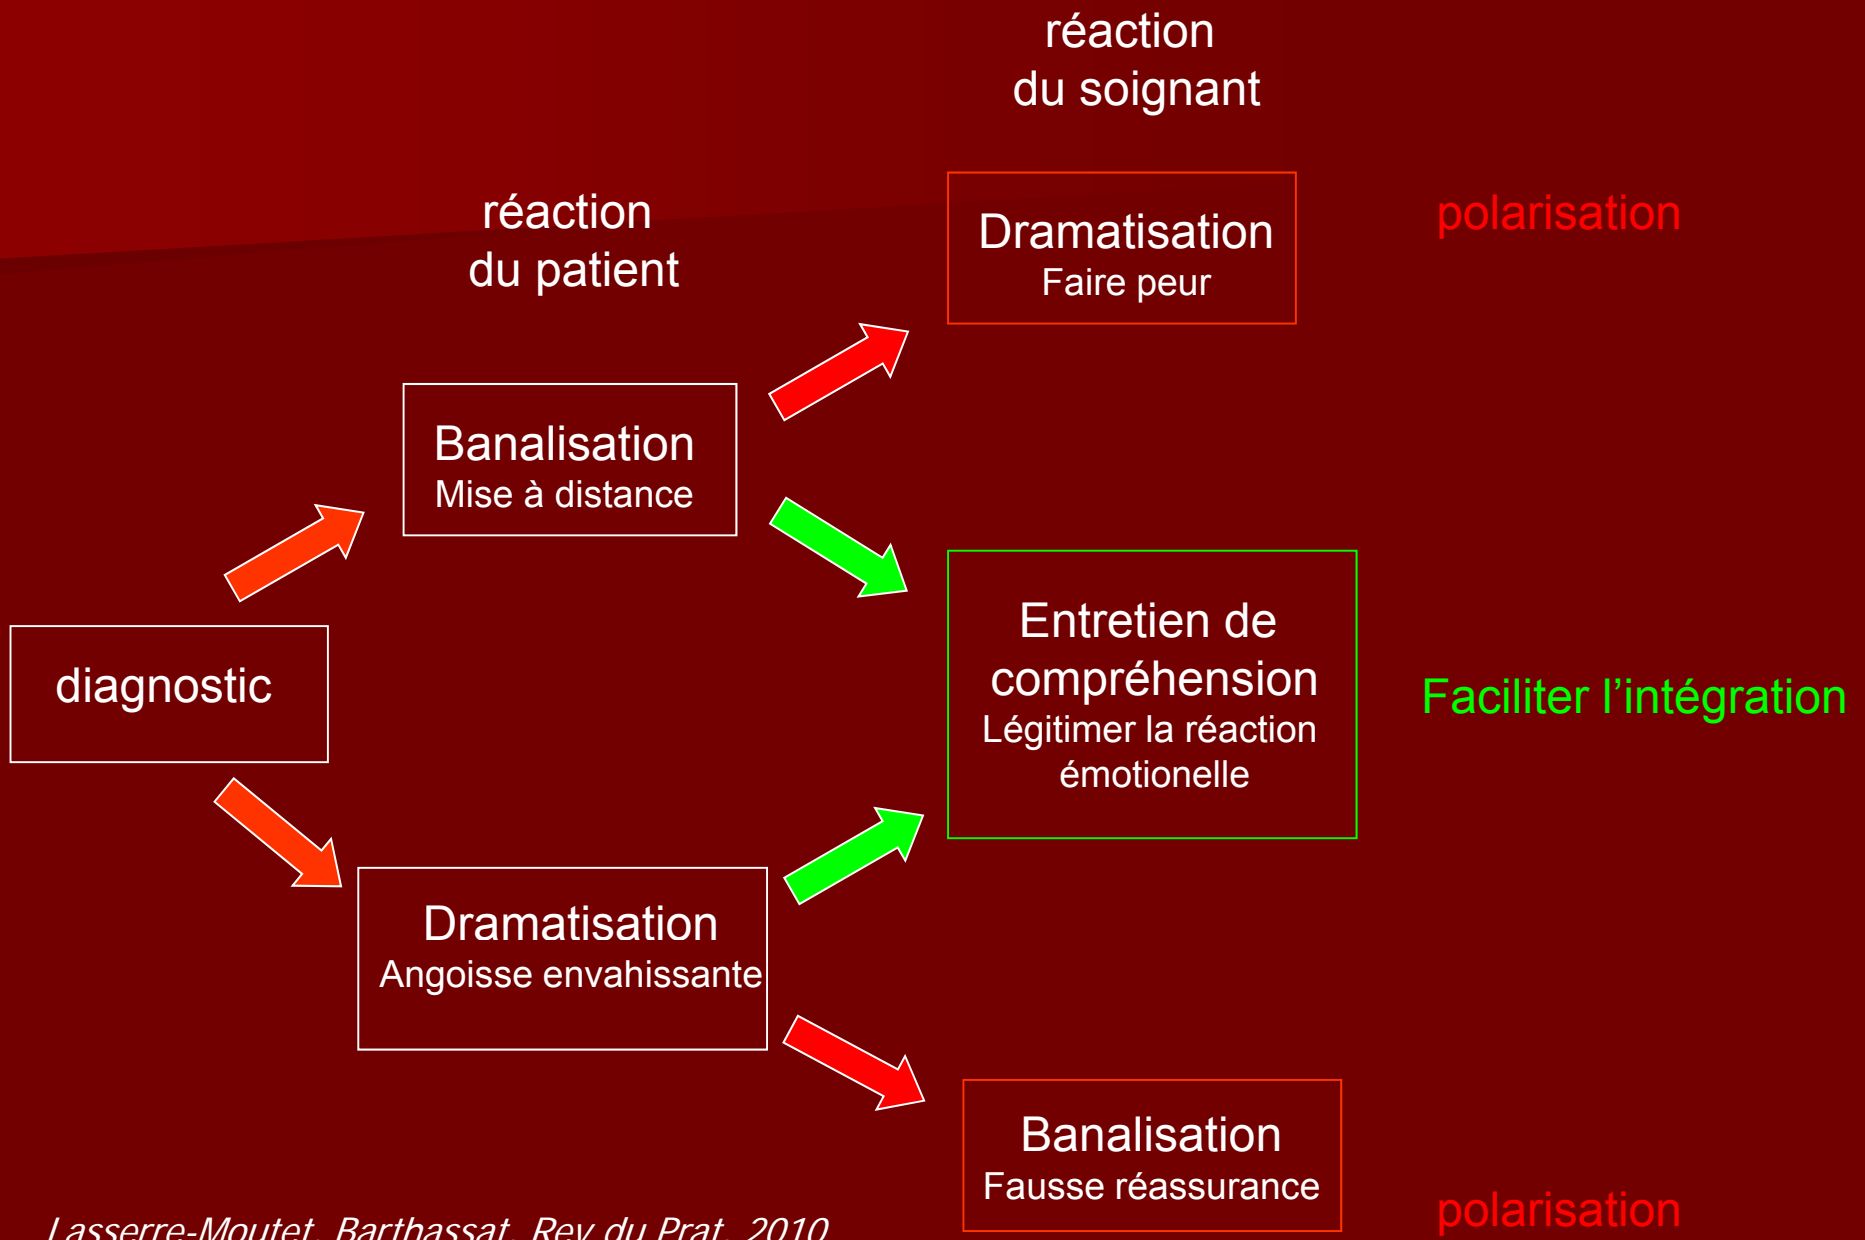 réaction
du soignant
réaction
du patient
Dramatisation
Faire peur
polarisation
Banalisation
Mise à distance
diagnostic
Entretien de
compréhension
Légitimer la réaction
émotionelle
Faciliter l’intégration
Dramatisation
Angoisse envahissante
Banalisation
Fausse réassurance
polarisation
Lasserre-Moutet, Barthassat, Rev du Prat, 2010